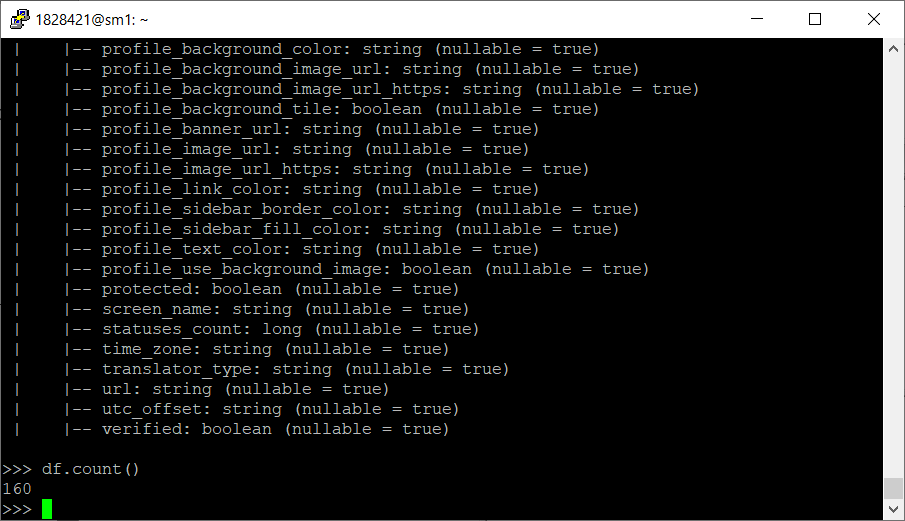 1828421@sm1: ~
|    |-- profile_background_color: string (nullable = true)
|    |-- profile_background_image_url: string (nullable = true)
|    |-- profile_background_image_url_https: string (nullable = true)
|    |-- profile_background_tile: boolean (nullable = true)
|    |-- profile_banner_url: string (nullable = true)
|    |-- profile_image_url: string (nullable = true)
|    |-- profile_image_url_https: string (nullable = true)
|    |-- profile_link_color: string (nullable = true)
|    |-- profile_sidebar_border_color: string (nullable = true)
|    |-- profile_sidebar_fill_color: string (nullable = true)
|    |-- profile_text_color: string (nullable = true)
|    |-- profile_use_background_image: boolean (nullable = true)
|    |-- protected: boolean (nullable = true)
|    |-- screen_name: string (nullable = true)
|    |-- statuses_count: long (nullable = true)
|    |-- time_zone: string (nullable = true)
|    |-- translator_type: string (nullable = true)
|    |-- url: string (nullable = true)
|    |-- utc_offset: string (nullable = true)
|    |-- verified: boolean (nullable = true)
>>> df.count()
160
>>>